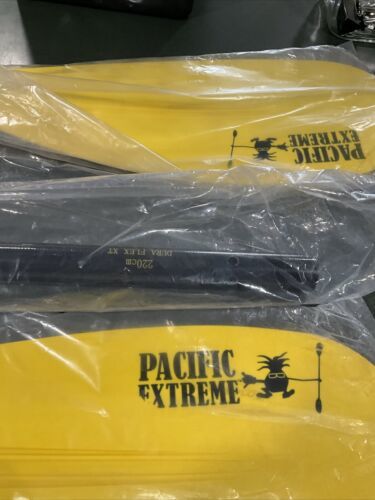 PACIFIC
EXTREME
220cm
DURA FLEX XT
PACIFIC
EXTREME